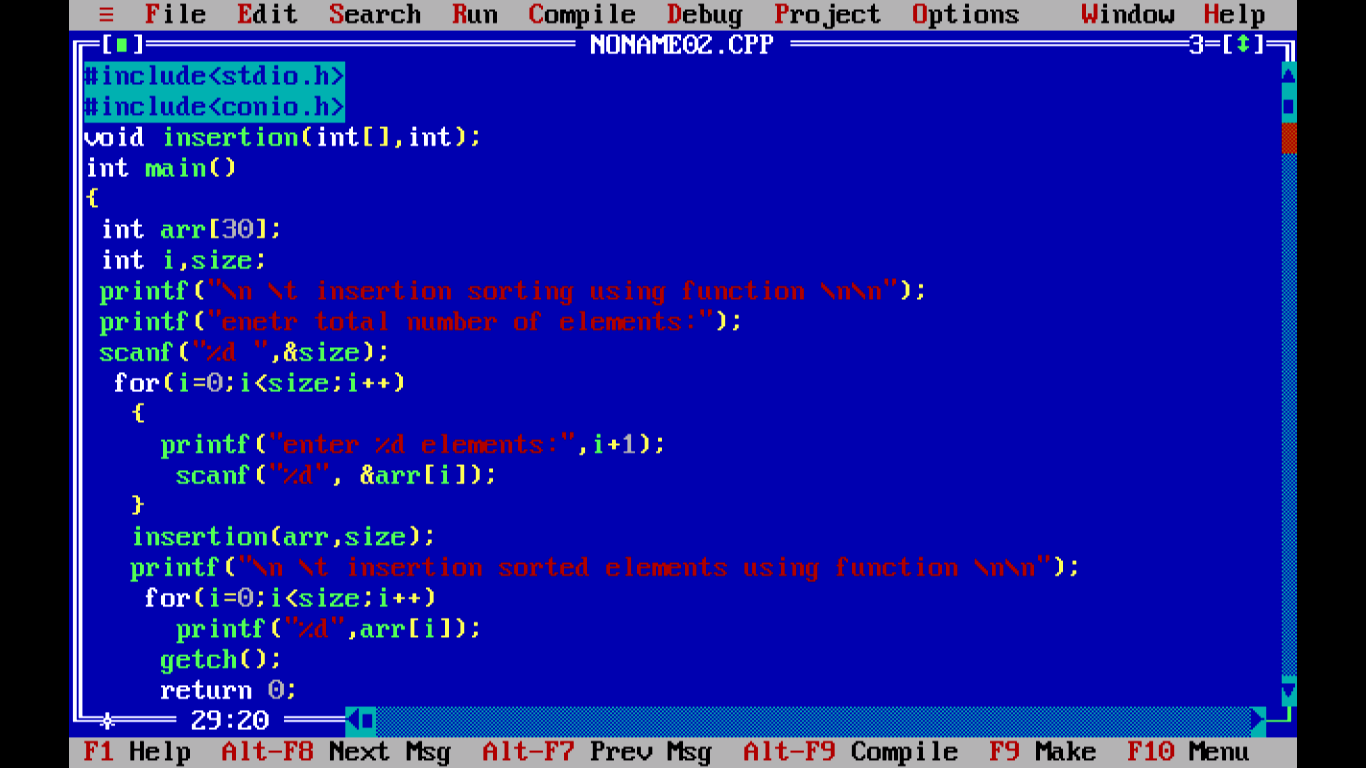 ≡ File Edit Search Run Compile Debug Project Options Window Help
[■] NONAME02.CPP 3=[↕]
#include<stdio.h>
#include<conio.h>
void insertion(int[],int);
int main()
{
int arr[30];
int i,size;
printf("\n \t insertion sorting using function \n\n");
printf("enetr total number of elements:");
scanf("%d ",&size);
for(i=0;i<size;i++)
{
printf("enter %d elements:",i+1);
scanf("%d", &arr[i]);
}
insertion(arr,size);
printf("\n \t insertion sorted elements using function \n\n");
for(i=0;i<size;i++)
printf("%d",arr[i]);
getch();
return 0;
29:20
F1 Help Alt-F8 Next Msg Alt-F7 Prev Msg Alt-F9 Compile F9 Make F10 Menu